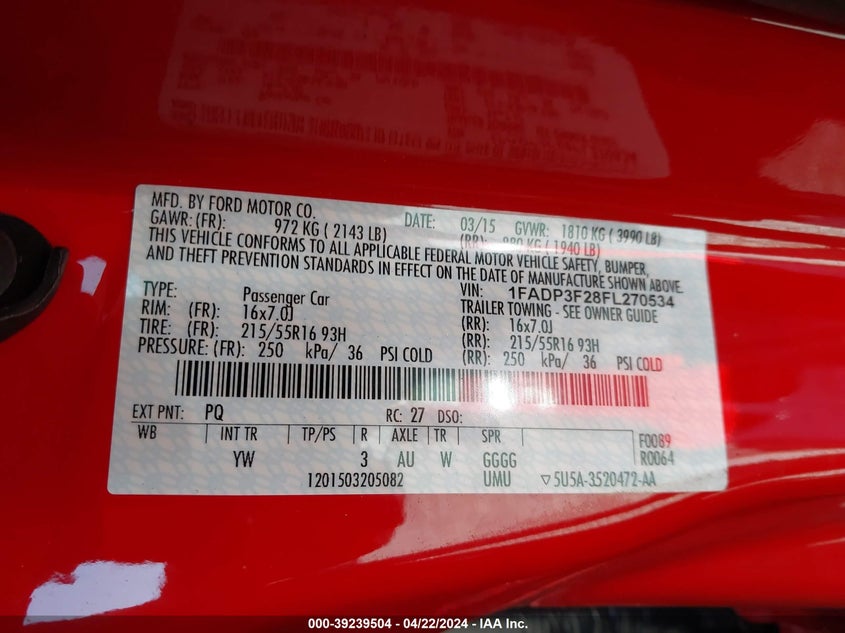 MFD. BY FORD MOTOR CO. DATE: 03/15 GVWR: 1810 KG ( 3990 LB)
GAWR: (FR): 972 KG ( 2143 LB) (RR): 880 KG ( 1940 LB)
THIS VEHICLE CONFORMS TO ALL APPLICABLE FEDERAL MOTOR VEHICLE SAFETY, BUMPER,
AND THEFT PREVENTION STANDARDS IN EFFECT ON THE DATE OF MANUFACTURE SHOWN ABOVE.
VIN: 1FADP3F28FL270534
TYPE: Passenger Car TRAILER TOWING - SEE OWNER GUIDE
RIM: (FR) 16x7.0J (RR): 16x7.0J
TIRE: (FR) 215/55R16 93H (RR): 215/55R16 93H
PRESSURE: (FR): 250 kPa/ 36 PSI COLD (RR): 250 kPa/ 36 PSI COLD
EXT PNT: PQ RC: 27 DSO: F0089
WB INT TR TP/PS R AXLE TR SPR R0064
YW 3 AU W GGGG
1201503205082 UMU ▽5U5A-3520472-AA
000-39239504 - 04/22/2024 - IAA Inc.